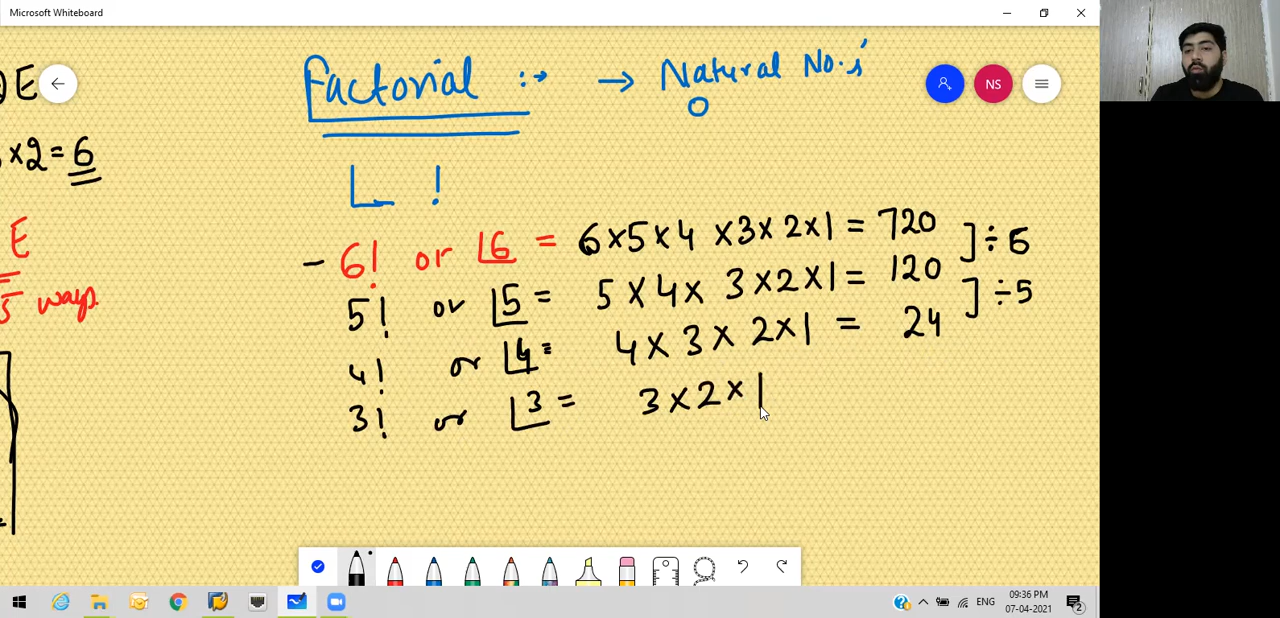 Microsoft Whiteboard
E
Factorial :→ → Natural No.s
0
×2=6
NS
L !
E
- 6! or L6 = 6×5×4 ×3×2×1 = 720 ] ÷ 6
5! or L5 = 5 × 4 × 3×2×1 = 120 ] ÷5
ways.
4! or L4 = 4 × 3 × 2×1 = 24
3! or L3 = 3 × 2 × 1
ENG
09:36 PM
07-04-2021
2